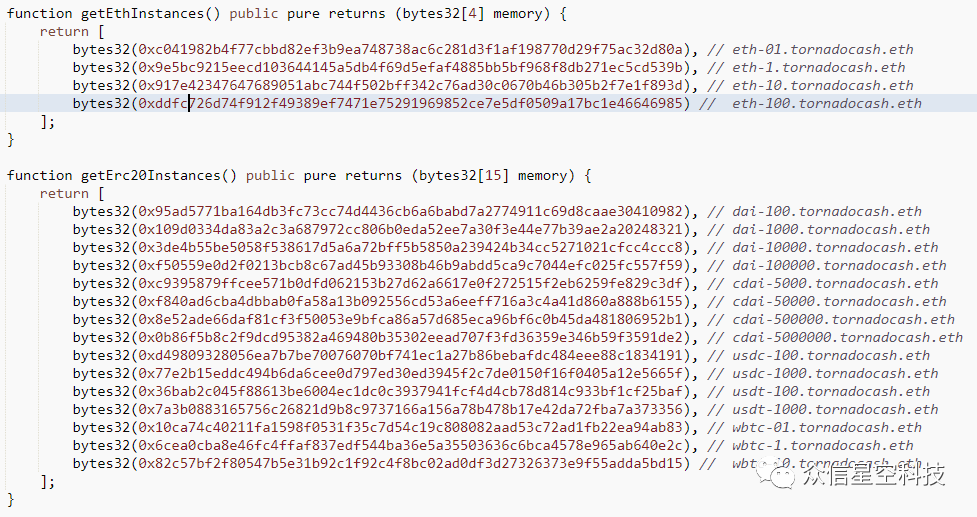 function getEthInstances() public pure returns (bytes32[4] memory) {
return [
bytes32(0xc041982b4f77cbbd82ef3b9ea748738ac6c281d3f1af198770d29f75ac32d80a), // eth-01.tornadocash.eth
bytes32(0x9e5bc9215eecd103644145a5db4f69d5efaf4885bb5bf968f8db271ec5cd539b), // eth-1.tornadocash.eth
bytes32(0x917e42347647689051abc744f502bff342c76ad30c0670b46b305b2f7e1f893d), // eth-10.tornadocash.eth
bytes32(0xddfc726d74f912f49389ef7471e75291969852ce7e5df0509a17bc1e46646985) // eth-100.tornadocash.eth
];
}
function getErc20Instances() public pure returns (bytes32[15] memory) {
return [
bytes32(0x95ad5771ba164db3fc73cc74d4436cb6a6babd7a2774911c69d8caae30410982), // dai-100.tornadocash.eth
bytes32(0x109d0334da83a2c3a687972cc806b0eda52ee7a30f3e44e77b39ae2a20248321), // dai-1000.tornadocash.eth
bytes32(0x3de4b55be5058f538617d5a6a72bff5b5850a239424b34cc5271021cfcc4ccc8), // dai-10000.tornadocash.eth
bytes32(0xf50559e0d2f0213bcb8c67ad45b93308b46b9abdd5ca9c7044efc025fc557f59), // dai-100000.tornadocash.eth
bytes32(0xc9395879ffcee571b0dfd062153b27d62a6617e0f272515f2eb6259fe829c3df), // cdai-5000.tornadocash.eth
bytes32(0xf840ad6cba4dbbab0fa58a13b092556cd53a6eeff716a3c4a41d860a888b6155), // cdai-50000.tornadocash.eth
bytes32(0x8e52ade66daf81cf3f50053e9bfca86a57d685eca96bf6c0b45da481806952b1), // cdai-500000.tornadocash.eth
bytes32(0x0b86f5b8c2f9dcd95382a469480b35302eead707f3fd36359e346b59f3591de2), // cdai-5000000.tornadocash.eth
bytes32(0xd49809328056ea7b7be70076070bf741ec1a27b86bebafdc484eee88c1834191), // usdc-100.tornadocash.eth
bytes32(0x77e2b15eddc494b6da6cee0d797ed30ed3945f2c7de0150f16f0405a12e5665f), // usdc-1000.tornadocash.eth
bytes32(0x36bab2c045f88613be6004ec1dc0c3937941fcf4d4cb78d814c933bf1cf25baf), // usdt-100.tornadocash.eth
bytes32(0x7a3b0883165756c26821d9b8c9737166a156a78b478b17e42da72fba7a373356), // usdt-1000.tornadocash.eth
bytes32(0x10ca74c40211fa1598f0531f35c7d54c19c808082aad53c72ad1fb22ea94ab83), // wbtc-01.tornadocash.eth
bytes32(0x6cea0cba8e46fc4ffaf837edf544ba36e5a35503636c6bca4578e965ab640e2c), // wbtc-1.tornadocash.eth
bytes32(0x82c57bf2f80547b5e31b92c1f92c4f8bc02ad0df3d27326373e9f55adda5bd15) // wbtc-10.tornadocash.eth
众信星空科技
];
}